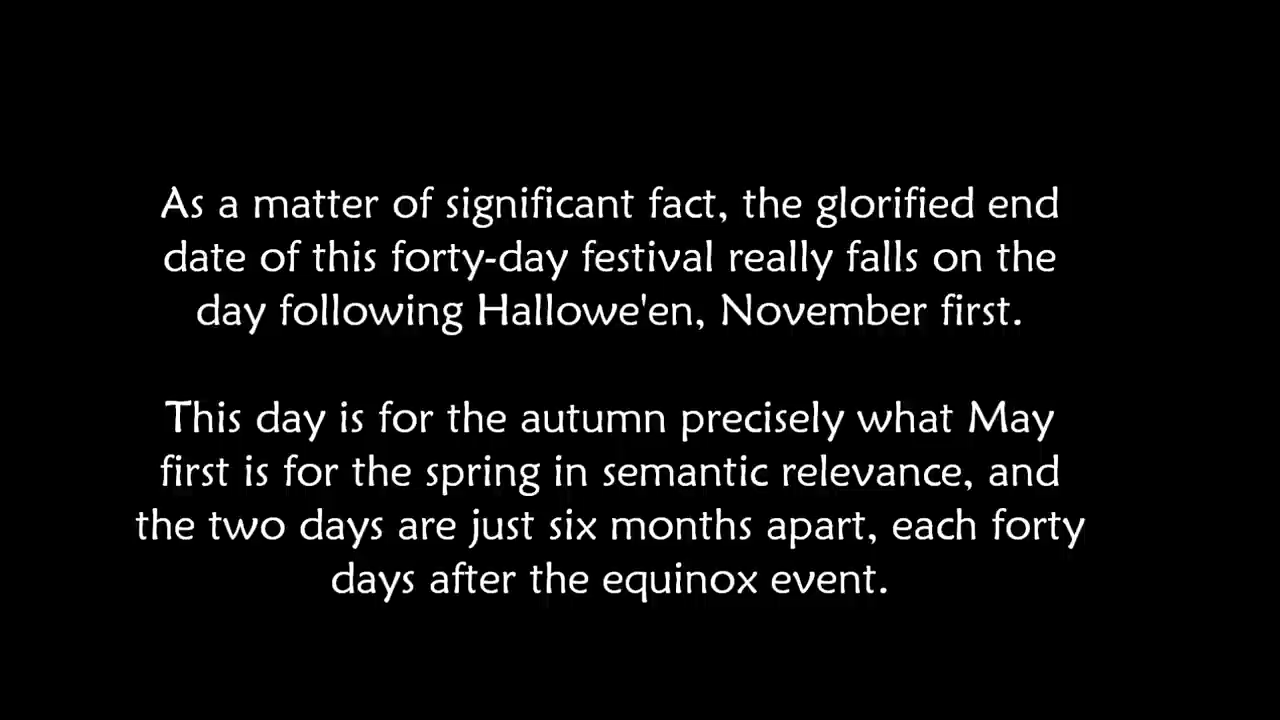 As a matter of significant fact, the glorified end
date of this forty-day festival really falls on the
day following Hallowe'en, November first.
This day is for the autumn precisely what May
first is for the spring in semantic relevance, and
the two days are just six months apart, each forty
days after the equinox event.